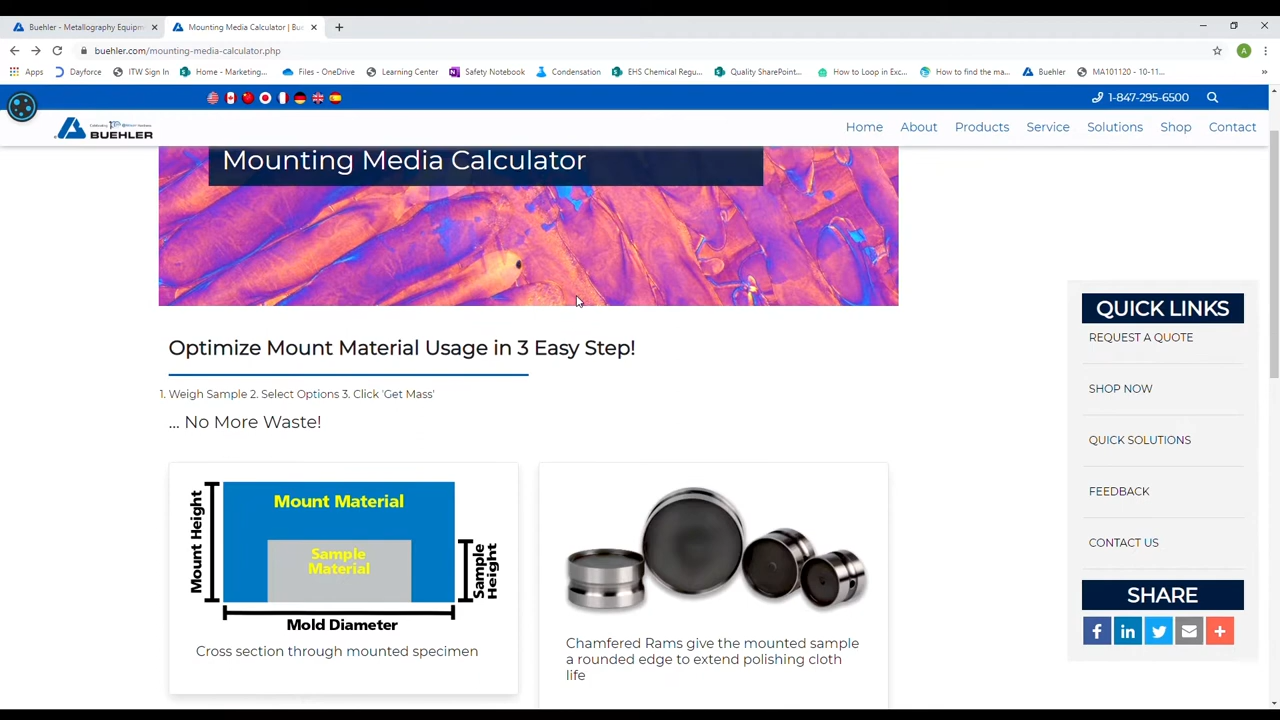 Buehler - Metallography Equipm
Mounting Media Calculator | Bue
buehler.com/mounting-media-calculator.php
A
Apps
Dayforce
ITW Sign In
Home - Marketing...
Files - OneDrive
Learning Center
Safety Notebook
Condensation
EHS Chemical Regu...
Quality SharePoint...
How to Loop in Exc...
How to find the ma...
Buehler
MA101120 - 10-11...
1-847-295-6500
BUEHLER
Home
About
Products
Service
Solutions
Shop
Contact
Mounting Media Calculator
Optimize Mount Material Usage in 3 Easy Step!
1. Weigh Sample 2. Select Options 3. Click 'Get Mass'
... No More Waste!
Mount Height
Mount Material
Sample
Material
Sample
Height
Mold Diameter
Cross section through mounted specimen
Chamfered Rams give the mounted sample
a rounded edge to extend polishing cloth
life
QUICK LINKS
REQUEST A QUOTE
SHOP NOW
QUICK SOLUTIONS
FEEDBACK
CONTACT US
SHARE